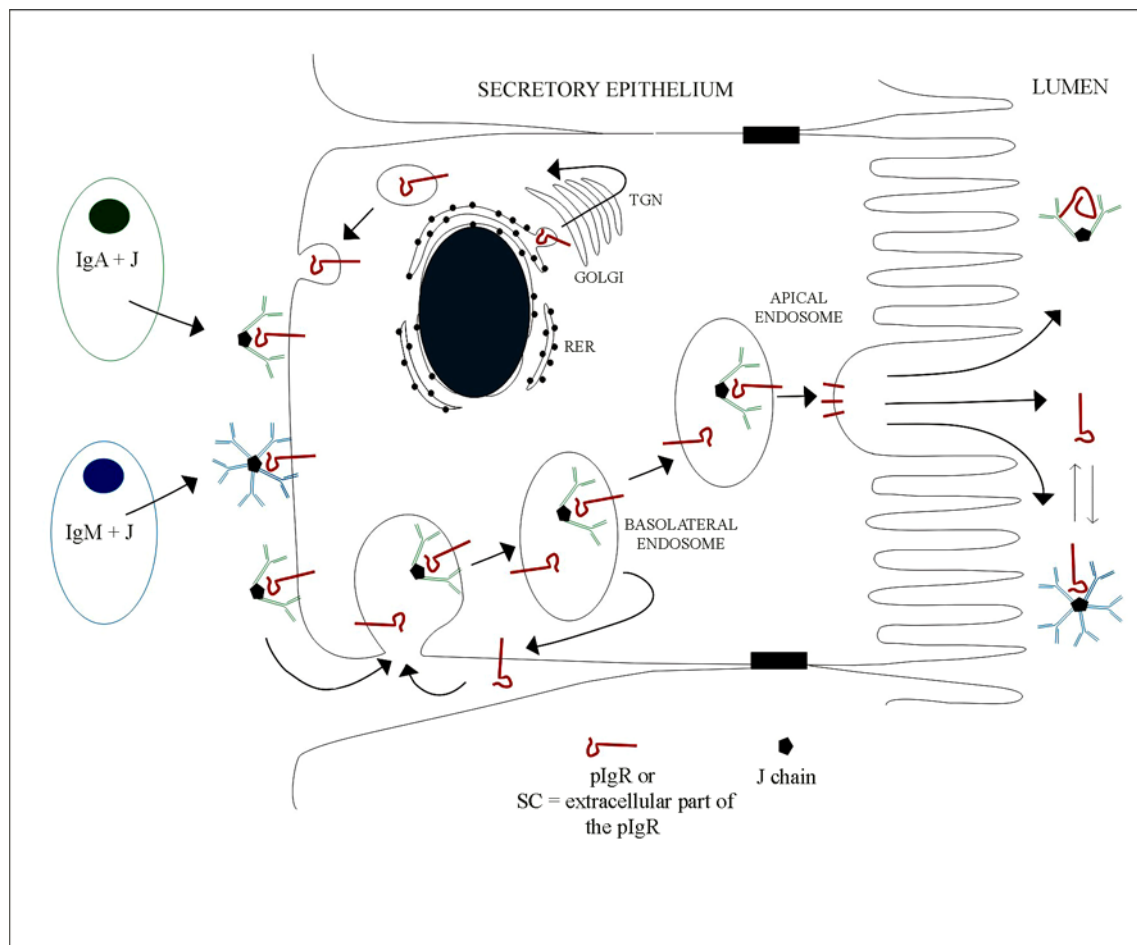 SECRETORY EPITHELIUM
LUMEN
TGN
IgA + J
GOLGI
APICAL
ENDOSOME
RER
IgM + J
BASOLATERAL
ENDOSOME
pIgR or
SC = extracellular part of
the pIgR
J chain